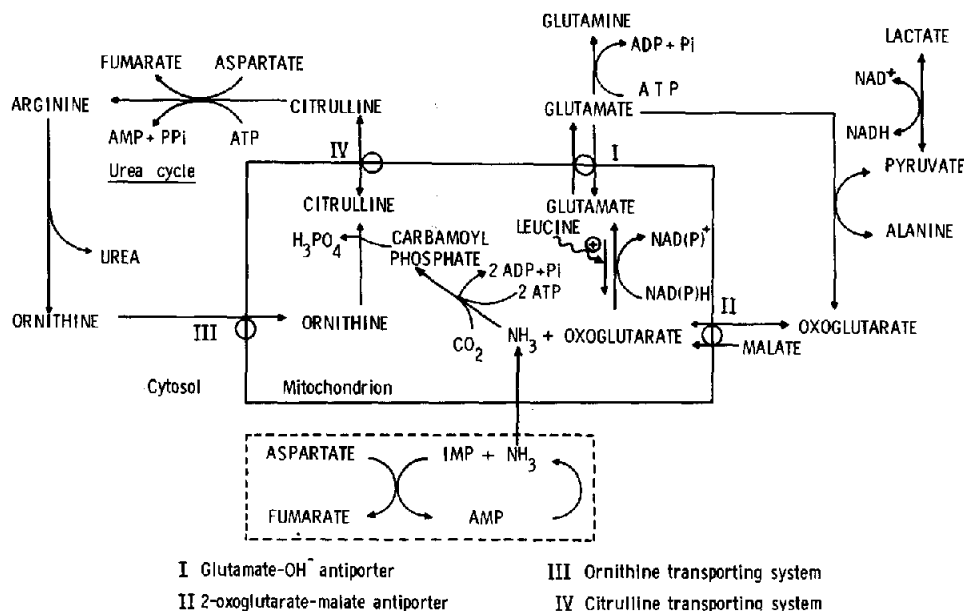 GLUTAMINE
ADP + Pi
ATP
GLUTAMATE
LACTATE
NAD+
NADH
PYRUVATE
ALANINE
FUMARATE
ASPARTATE
ARGININE
CITRULLINE
AMP + PPi
ATP
Urea cycle
IV
I
CITRULLINE
GLUTAMATE
LEUCINE
+
NAD(P)+
NAD(P)H
H3PO4
CARBAMOYL
PHOSPHATE
2 ADP+Pi
2 ATP
UREA
ORNITHINE
III
ORNITHINE
CO2
NH3 + OXOGLUTARATE
II
OXOGLUTARATE
MALATE
Cytosol
Mitochondrion
ASPARTATE
IMP + NH3
FUMARATE
AMP
I Glutamate-OH- antiporter
III Ornithine transporting system
II 2-oxoglutarate-malate antiporter
IV Citrulline transporting system